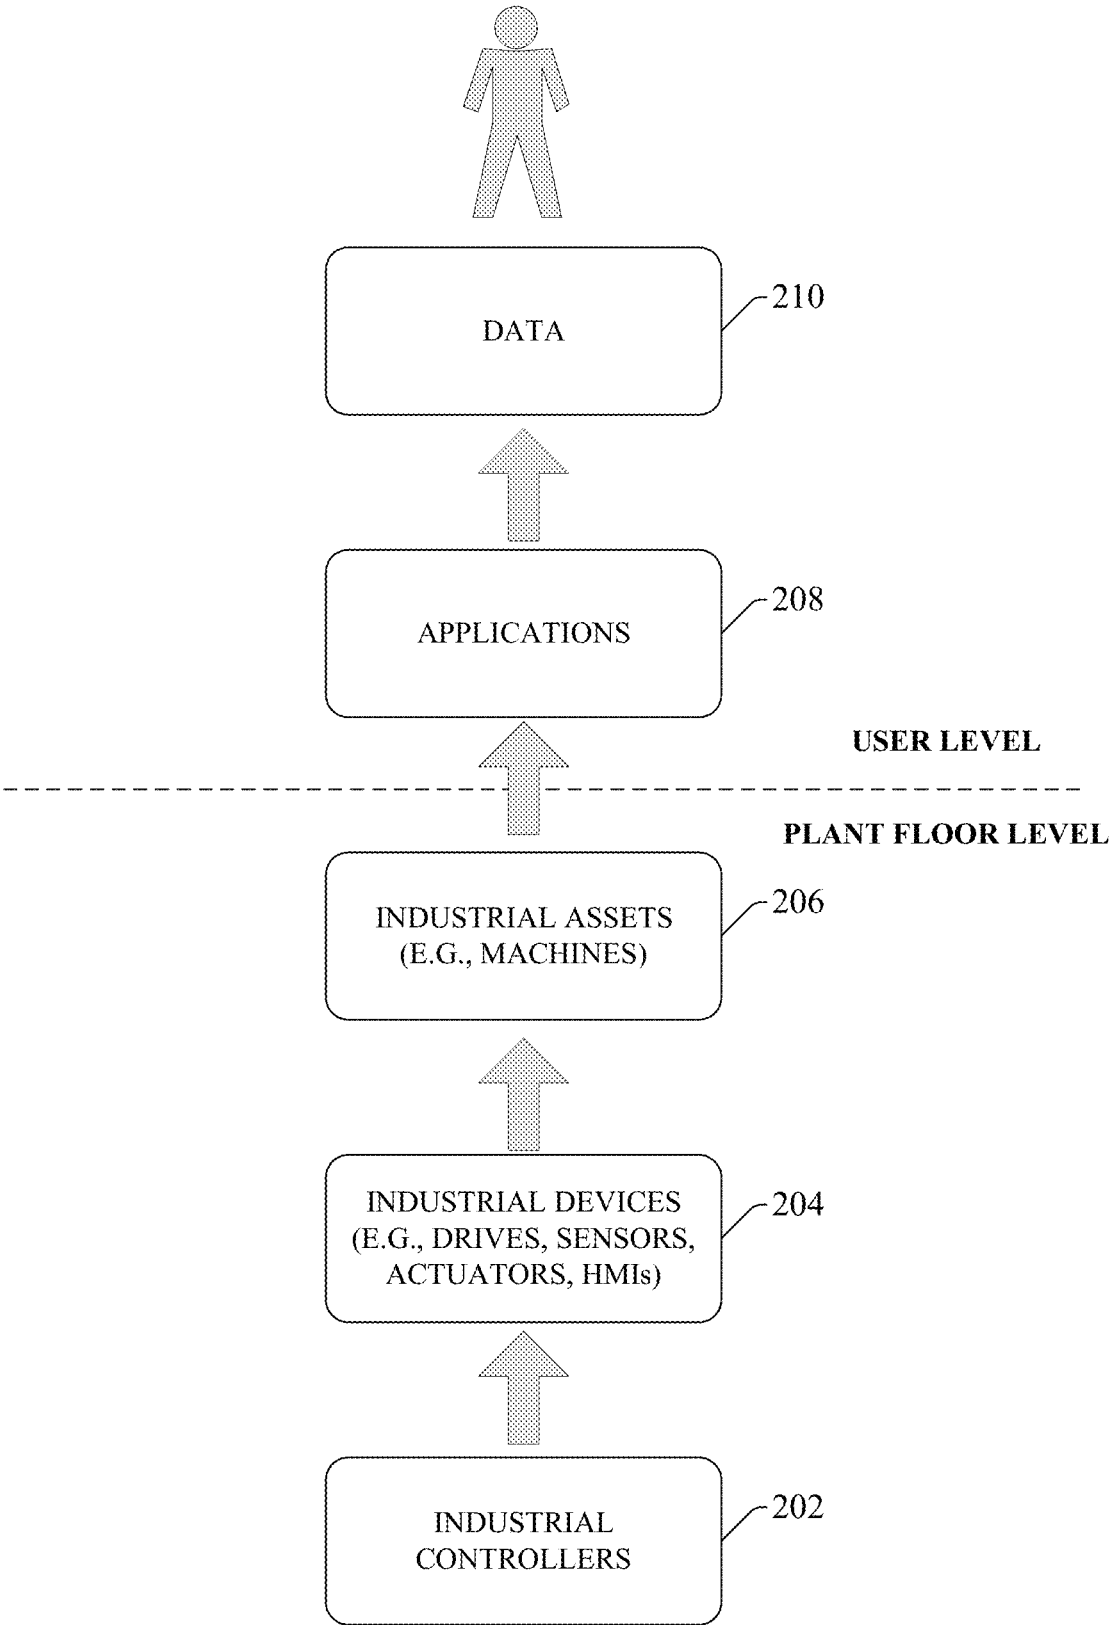 210
DATA
208
APPLICATIONS
USER LEVEL
PLANT FLOOR LEVEL
206
INDUSTRIAL ASSETS
(E.G., MACHINES)
204
INDUSTRIAL DEVICES
(E.G., DRIVES, SENSORS,
ACTUATORS, HMIs)
202
INDUSTRIAL
CONTROLLERS